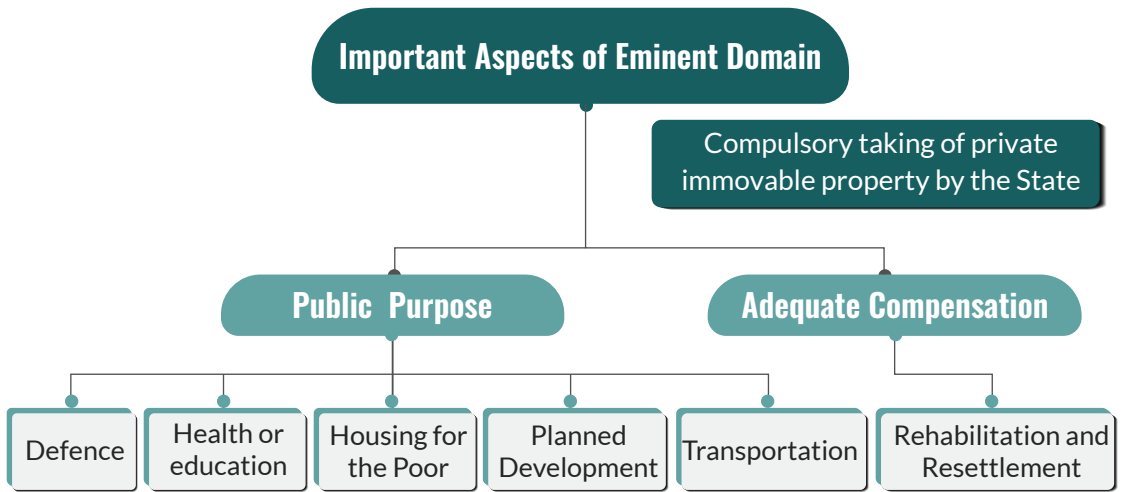 Important Aspects of Eminent Domain
Compulsory taking of private
immovable property by the State
Public Purpose
Adequate Compensation
Defence
Health or
education
Housing for
the Poor
Planned
Development
Transportation
Rehabilitation and
Resettlement